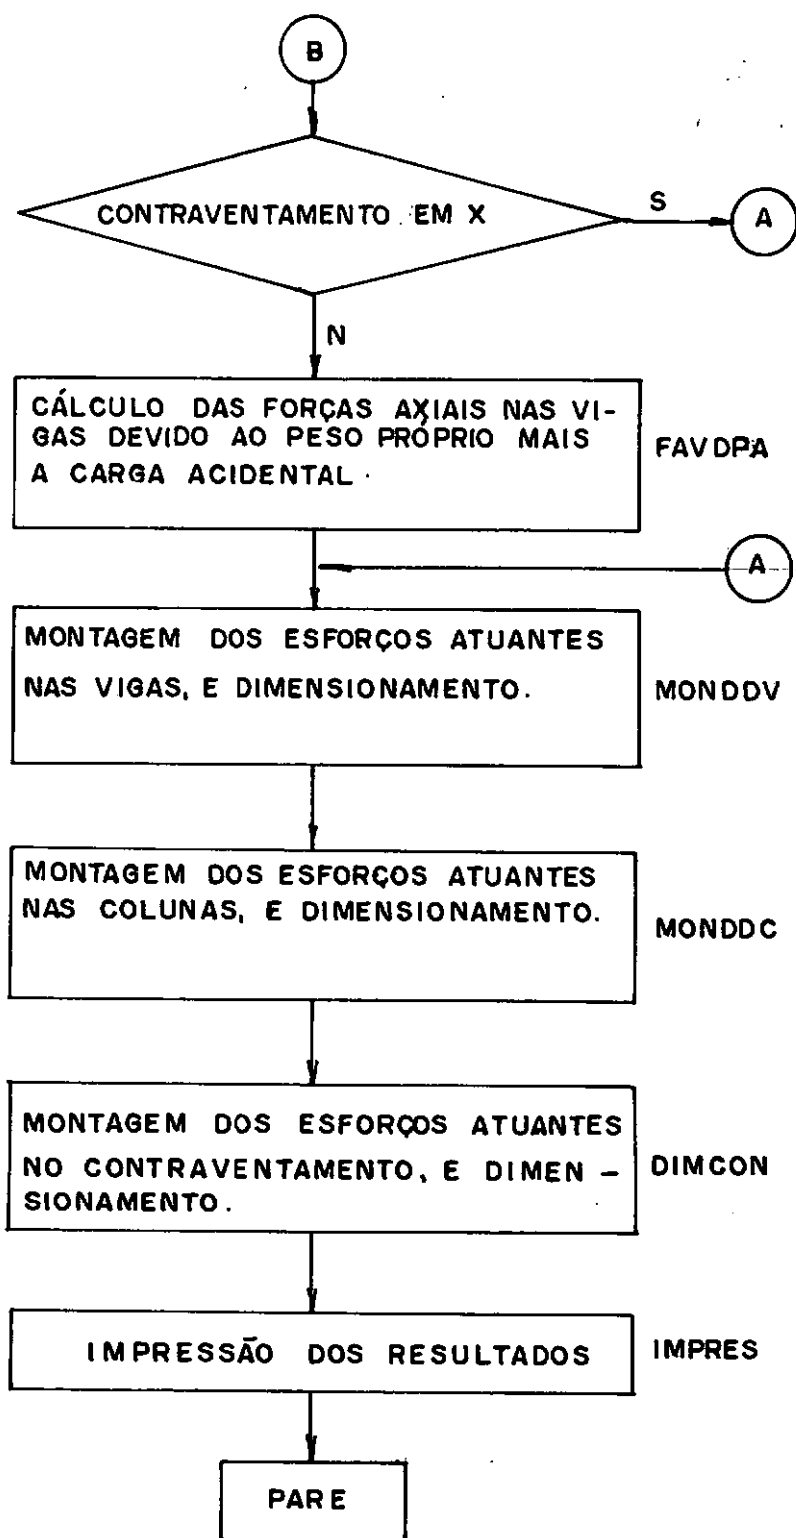 B
CONTRAVENTAMENTO EM X
S
A
N
CÁLCULO DAS FORÇAS AXIAIS NAS VI-
GAS DEVIDO AO PESO PRÓPRIO MAIS
A CARGA ACIDENTAL.
FAVDPA
A
MONTAGEM DOS ESFORÇOS ATUANTES
NAS VIGAS, E DIMENSIONAMENTO.
MONDDV
MONTAGEM DOS ESFORÇOS ATUANTES
NAS COLUNAS, E DIMENSIONAMENTO.
MONDDC
MONTAGEM DOS ESFORÇOS ATUANTES
NO CONTRAVENTAMENTO, E DIMEN-
SIONAMENTO.
DIMCON
IMPRESSÃO DOS RESULTADOS
IMPRES
PARE